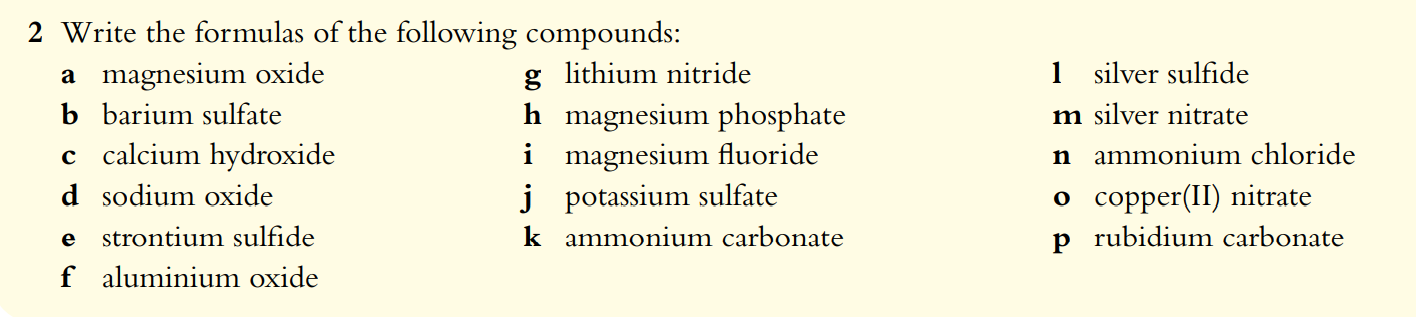 2 Write the formulas of the following compounds:
a magnesium oxide
b barium sulfate
c calcium hydroxide
d sodium oxide
e strontium sulfide
f aluminium oxide
g lithium nitride
h magnesium phosphate
i magnesium fluoride
j potassium sulfate
k ammonium carbonate
l silver sulfide
m silver nitrate
n ammonium chloride
o copper(II) nitrate
p rubidium carbonate